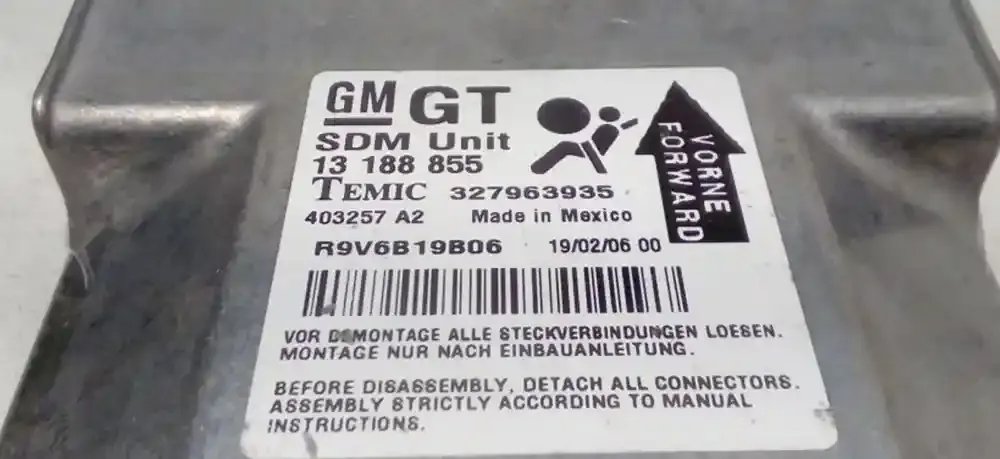 GM GT
SDM Unit
13 188 855
TEMIC 327963935
403257 A2 Made in Mexico
R9V6B19B06 19/02/06 00
VORNE
FORWARD
VOR DEMONTAGE ALLE STECKVERBINDUNGEN LOESEN.
MONTAGE NUR NACH EINBAUANLEITUNG.
BEFORE DISASSEMBLY, DETACH ALL CONNECTORS.
ASSEMBLY STRICTLY ACCORDING TO MANUAL
INSTRUCTIONS.